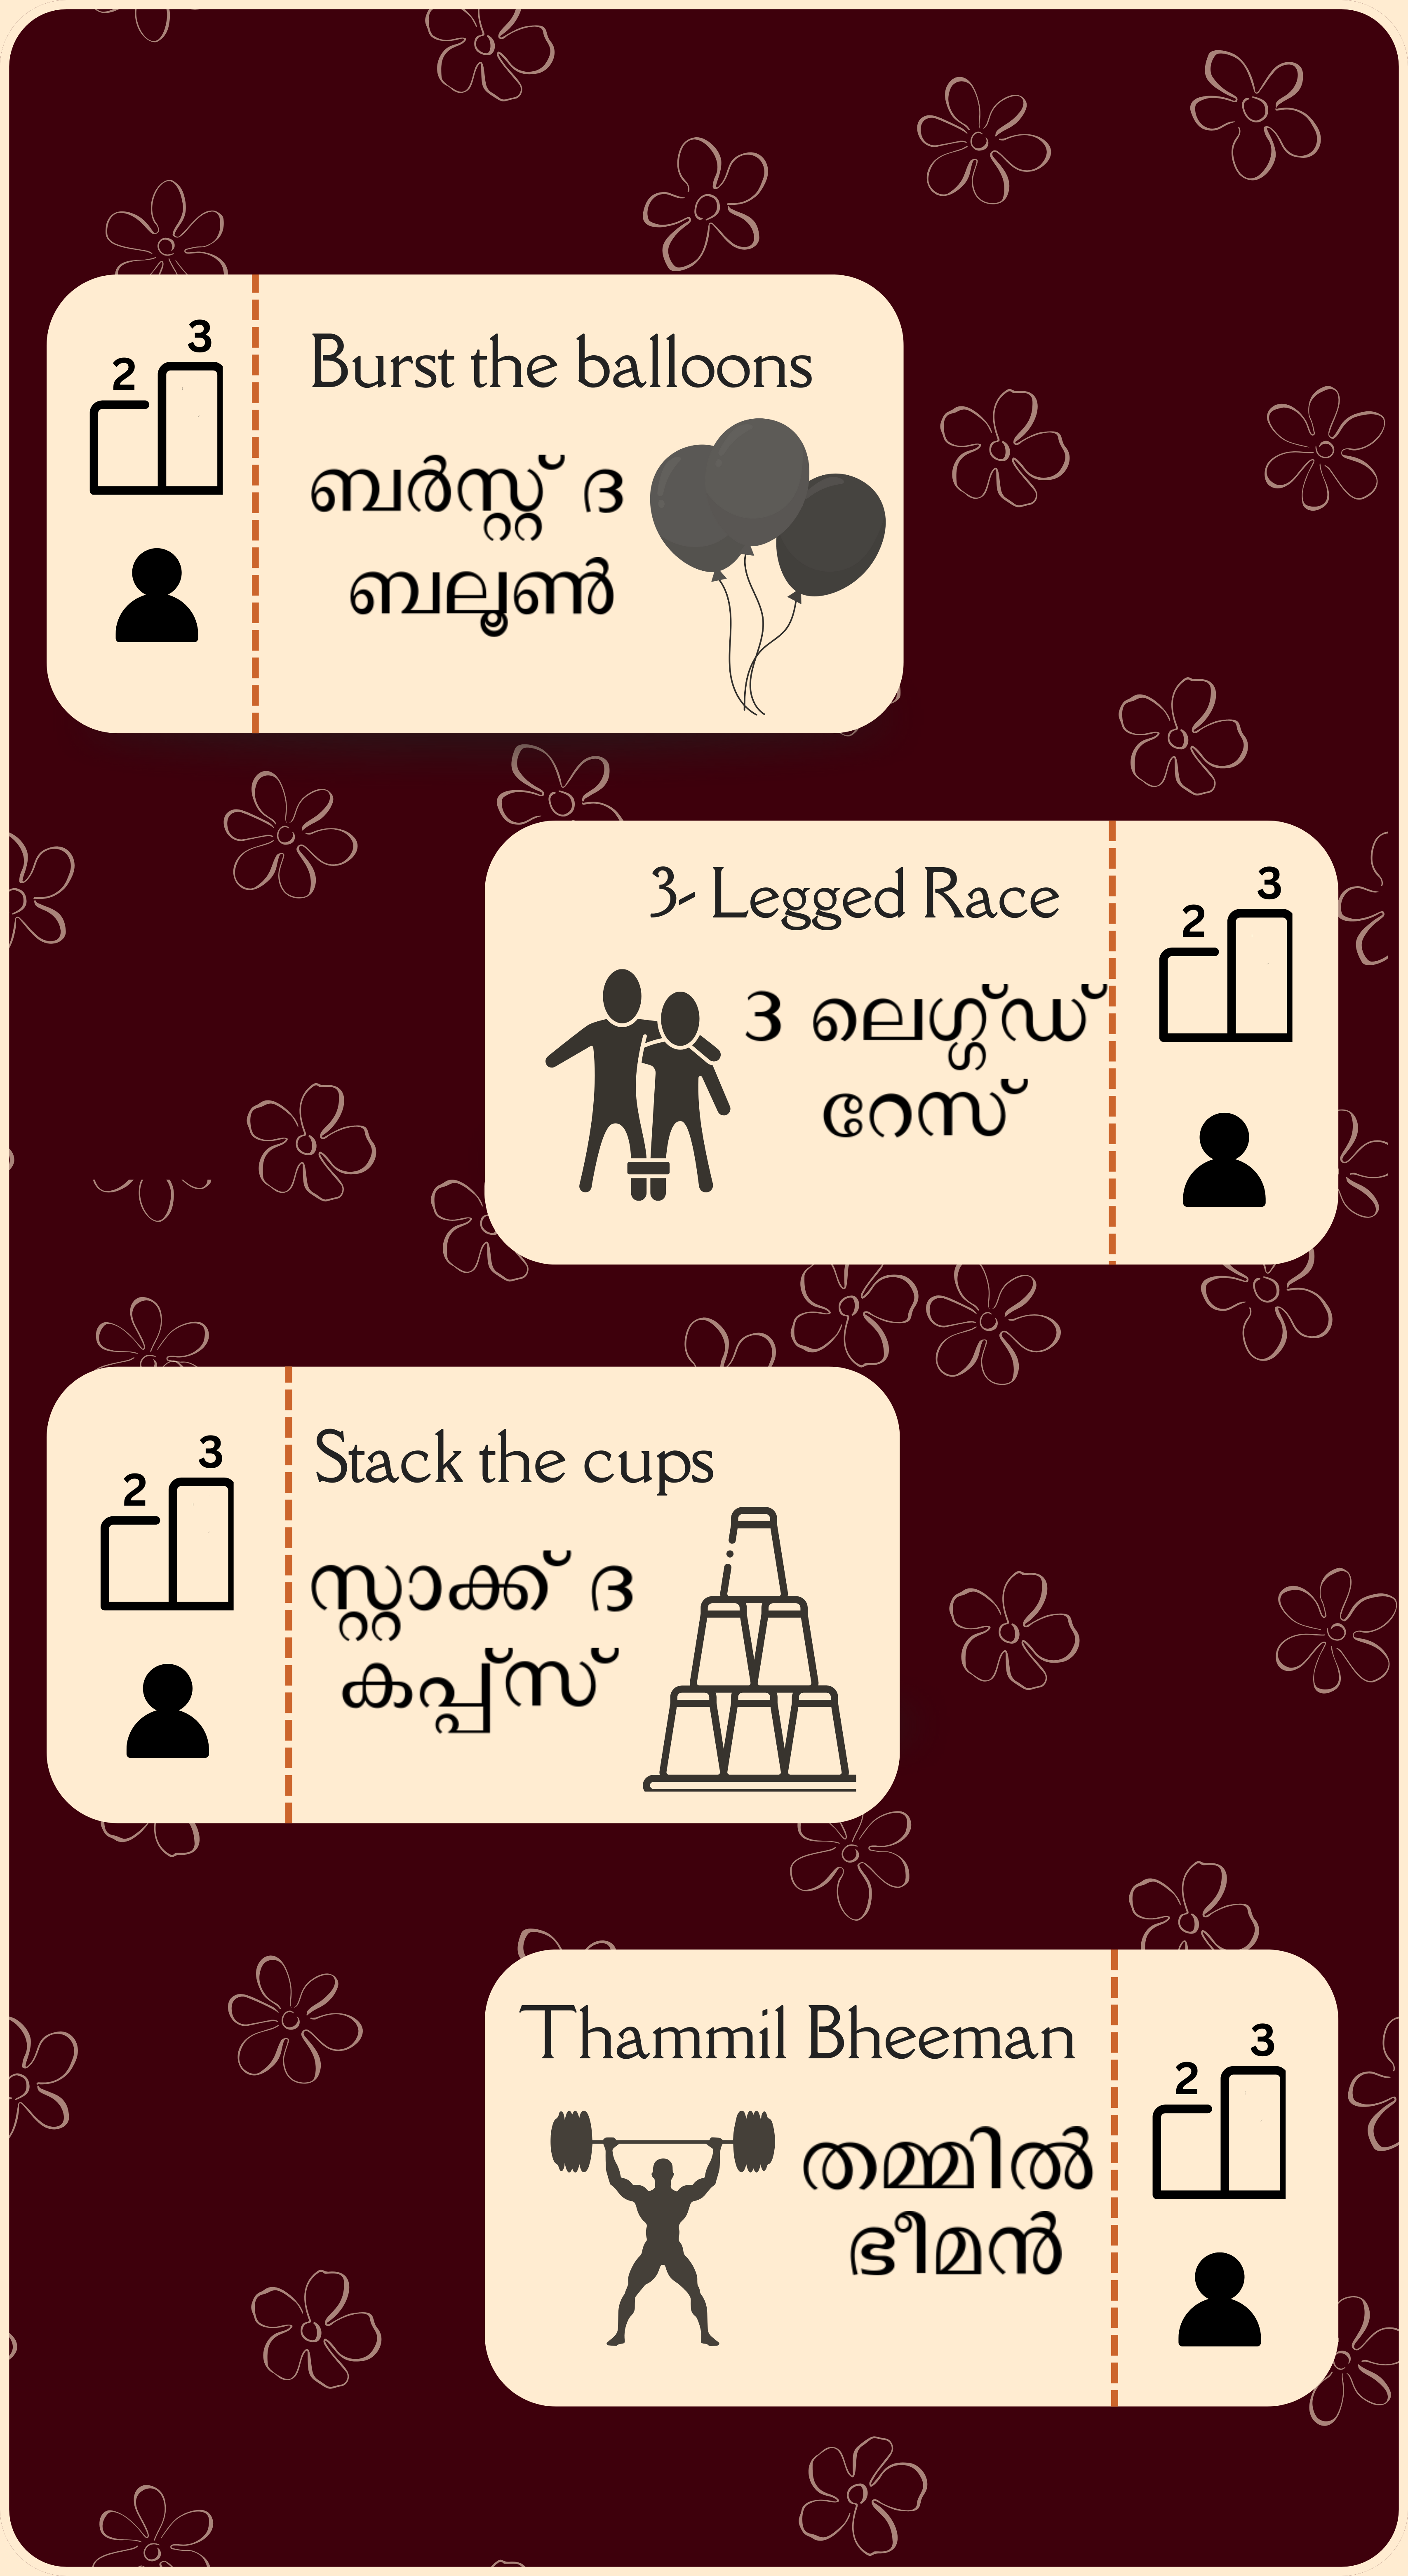 3
2
Burst the balloons
ബർസ്റ്റ് ദ
ബലൂൺ
3- Legged Race
3 ലെഗ്ഗ്ഡ്
റേസ്
3
2
3
2
Stack the cups
സ്റ്റാക്ക് ദ
കപ്പ്സ്
Thammil Bheeman
തമ്മിൽ
ഭീമൻ
3
2